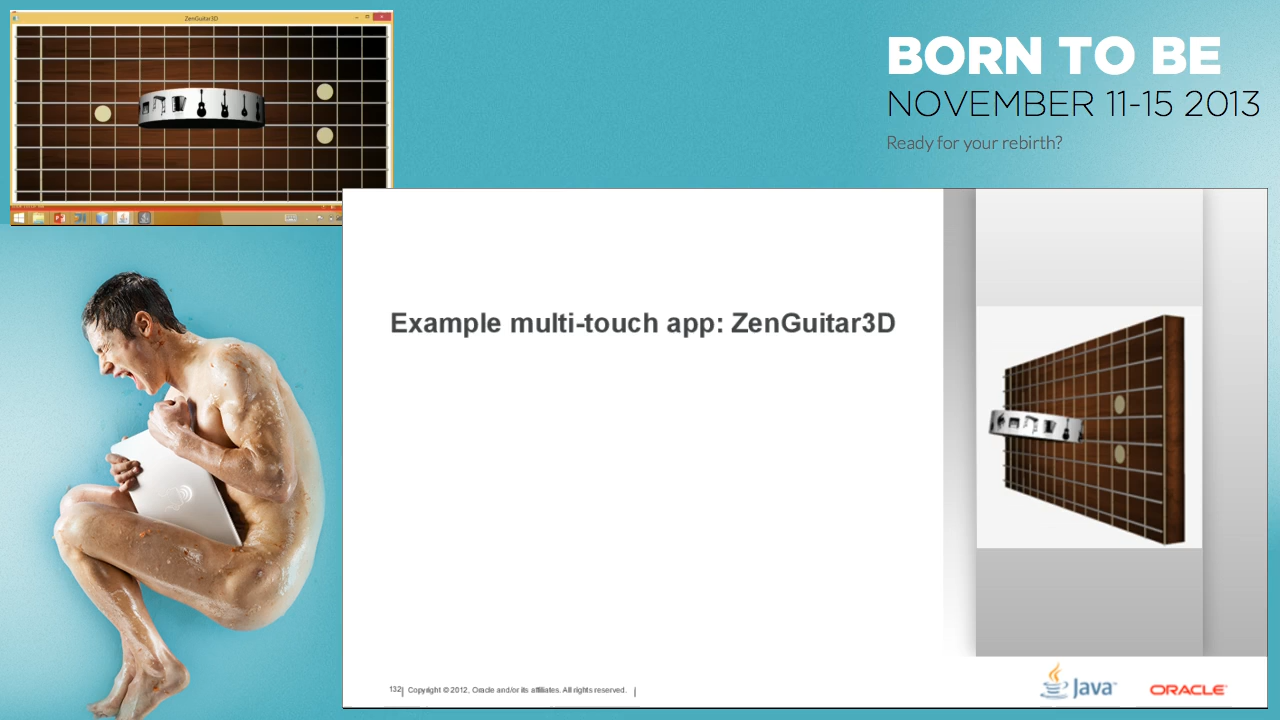 ZenGuitar3D
BORN TO BE
NOVEMBER 11-15 2013
Ready for your rebirth?
Example multi-touch app: ZenGuitar3D
132 | Copyright © 2012, Oracle and/or its affiliates. All rights reserved. |
Java™
ORACLE